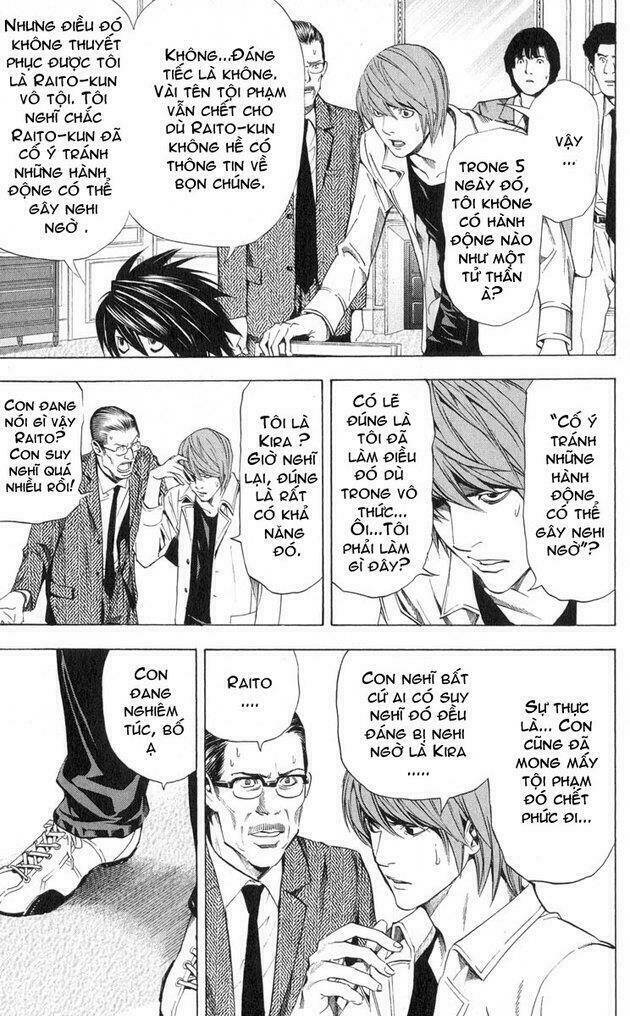 VẬY
...
TRONG 5
NGÀY ĐÓ,
TÔI KHÔNG
CÓ HÀNH
ĐỘNG NÀO
NHƯ MỘT
TỬ THẦN
À?
KHÔNG...ĐÁNG
TIẾC LÀ KHÔNG.
VÀI TÊN TỘI PHẠM
VẪN CHẾT CHO
DÙ RAITO-KUN
KHÔNG HỀ CÓ
THÔNG TIN VỀ
BỌN CHÚNG.
NHƯNG ĐIỀU ĐÓ
KHÔNG THUYẾT
PHỤC ĐƯỢC TÔI
LÀ RAITO-KUN
VÔ TỘI. TÔI
NGHĨ CHẮC
RAITO-KUN ĐÃ
CỐ Ý TRÁNH
NHỮNG HÀNH
ĐỘNG CÓ THỂ
GÂY NGHI
NGỜ .
"CỐ Ý
TRÁNH
NHỮNG
HÀNH
ĐỘNG
CÓ THỂ
GÂY NGHI
NGỜ"?
CÓ LẼ
ĐÚNG LÀ
TÔI ĐÃ
LÀM ĐIỀU
ĐÓ DÙ
TRONG VÔ
THỨC...
ÔI...TÔI
PHẢI LÀM
GÌ ĐÂY?
TÔI LÀ
KIRA ?
GIỜ NGHĨ
LẠI, ĐÚNG
LÀ RẤT
CÓ KHẢ
NĂNG
ĐÓ.
CON ĐANG
NÓI GÌ VẬY
RAITO?
CON SUY
NGHĨ QUÁ
NHIỀU RỒI!
SỰ THỰC
LÀ... CON
CŨNG ĐÃ
MONG MẤY
TỘI PHẠM
ĐÓ CHẾT
PHỨC ĐI...
CON NGHĨ BẤT
CỨ AI CÓ SUY
NGHĨ ĐÓ ĐỀU
ĐÁNG BỊ NGHI
NGỜ LÀ KIRA
.....
RAITO
....
CON
ĐANG
NGHIÊM
TÚC, BỐ
Ạ